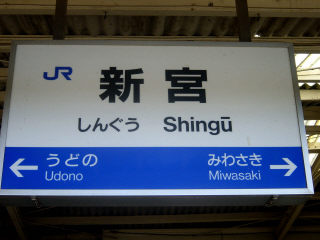 JR
新宮
しんぐう Shingū
← うどの みわさき →
Udono Miwasaki